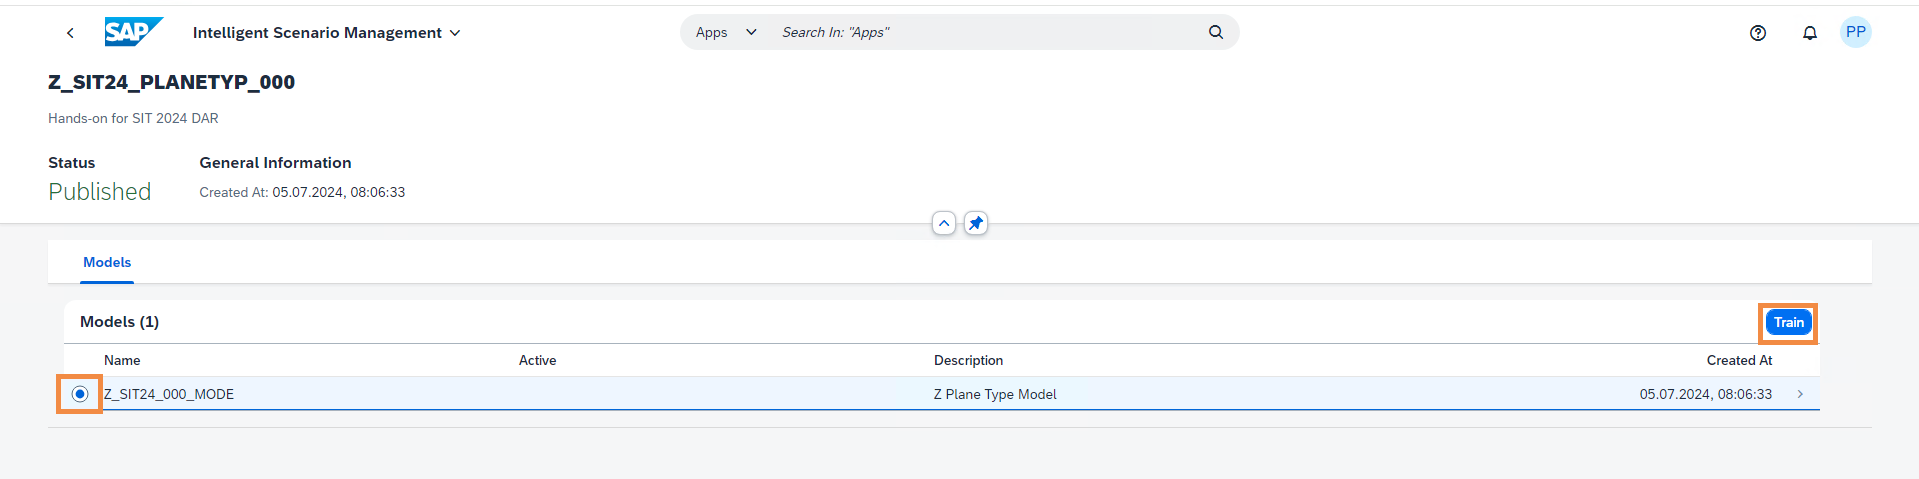 SAP Intelligent Scenario Management Apps Search In: "Apps" PP
Z_SIT24_PLANETYP_000
Hands-on for SIT 2024 DAR
Status General Information
Published Created At: 05.07.2024, 08:06:33
Models
Models (1) Train
Name Active Description Created At
Z_SIT24_000_MODE Z Plane Type Model 05.07.2024, 08:06:33